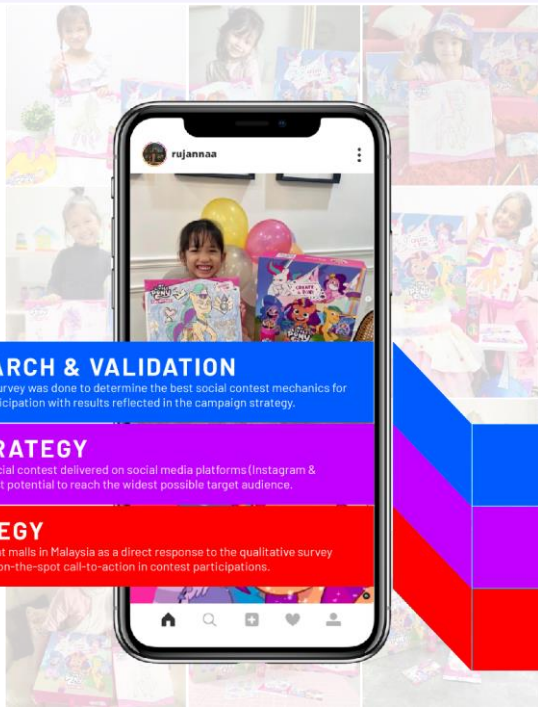 rujannaa
ARCH & VALIDATION
urvey was done to determine the best social contest mechanics for
icipation with results reflected in the campaign strategy.
RATEGY
cial contest delivered on social media platforms (Instagram &
t potential to reach the widest possible target audience.
EGY
at malls in Malaysia as a direct response to the qualitative survey
on-the-spot call-to-action in contest participations.